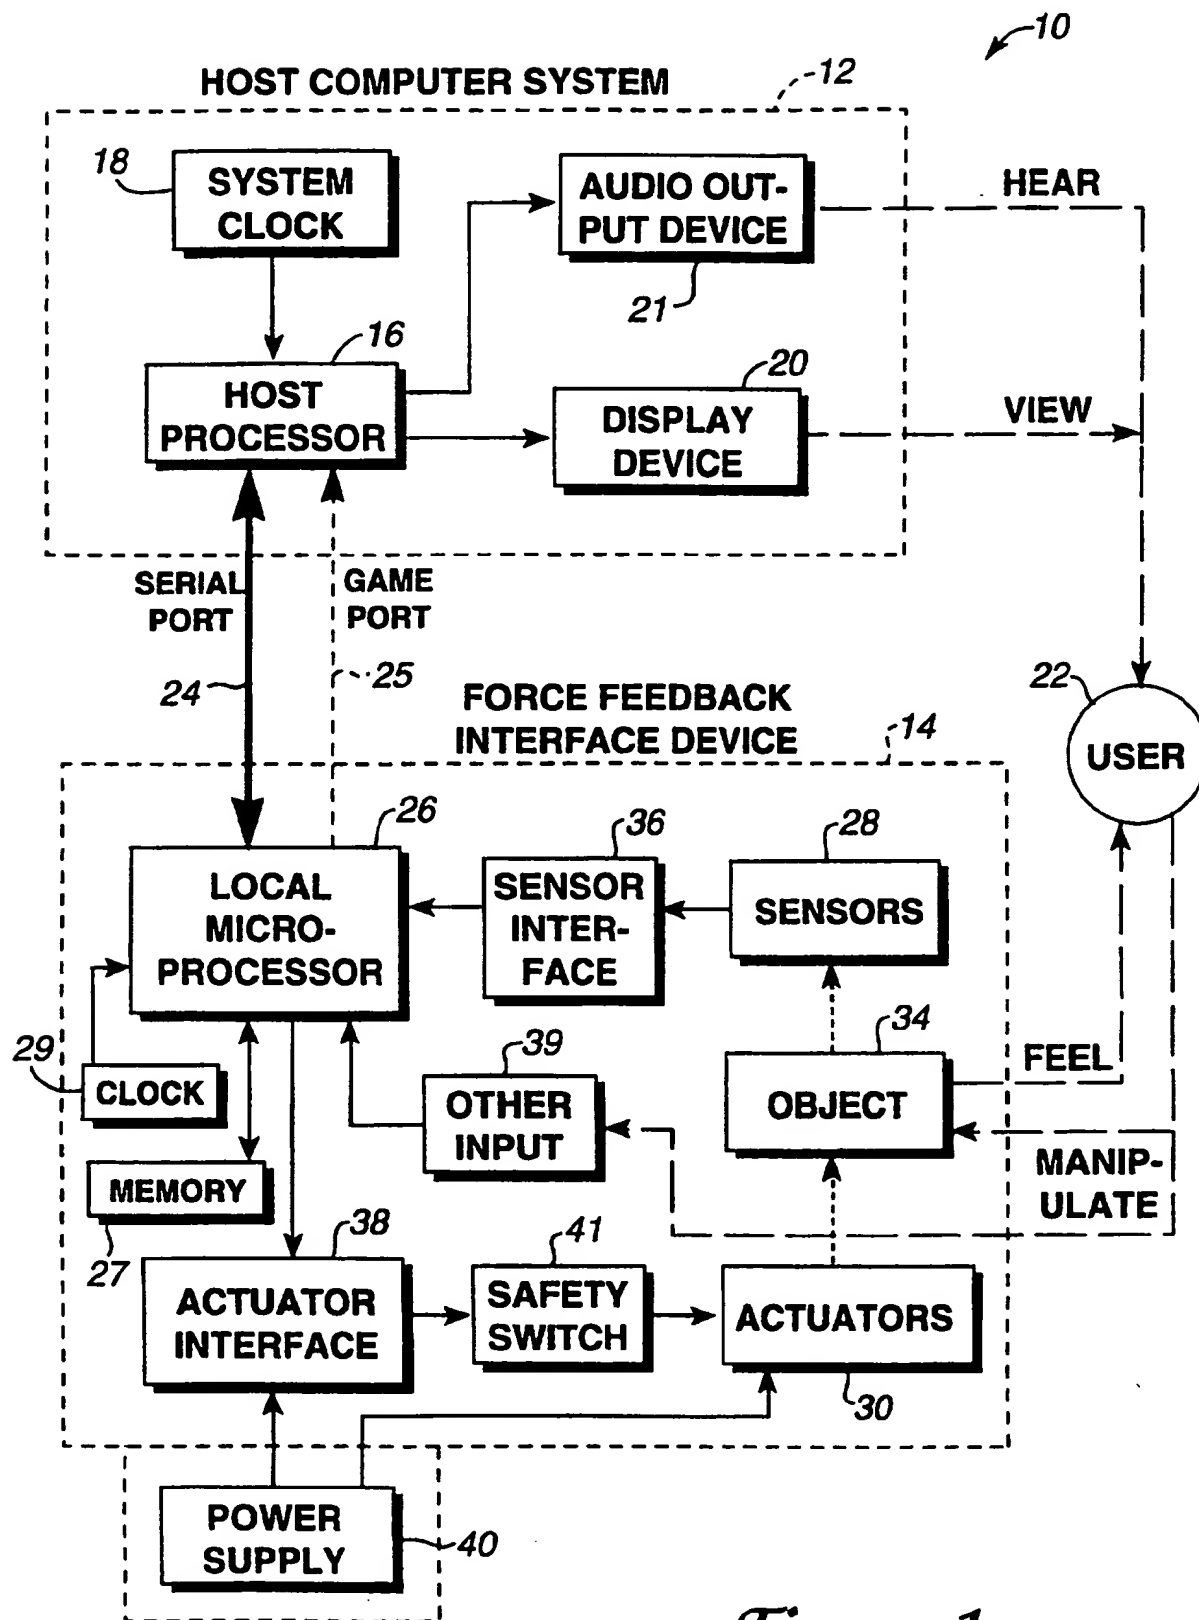 10
HOST COMPUTER SYSTEM
12
18
SYSTEM
CLOCK
AUDIO OUT-
PUT DEVICE
21
HEAR
16
HOST
PROCESSOR
20
DISPLAY
DEVICE
VIEW
SERIAL
PORT
GAME
PORT
24
25
FORCE FEEDBACK
INTERFACE DEVICE
14
22
USER
26
LOCAL
MICRO-
PROCESSOR
36
SENSOR
INTER-
FACE
28
SENSORS
29
CLOCK
39
OTHER
INPUT
34
OBJECT
FEEL
MANIP-
ULATE
MEMORY
27
38
ACTUATOR
INTERFACE
41
SAFETY
SWITCH
ACTUATORS
30
POWER
SUPPLY
40